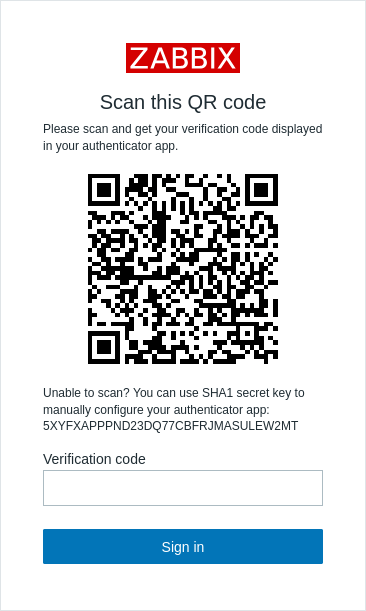 ZABBIX
Scan this QR code
Please scan and get your verification code displayed
in your authenticator app.
Unable to scan? You can use SHA1 secret key to
manually configure your authenticator app:
5XYFXAPPPND23DQ77CBFRJMASULEW2MT
Verification code
Sign in